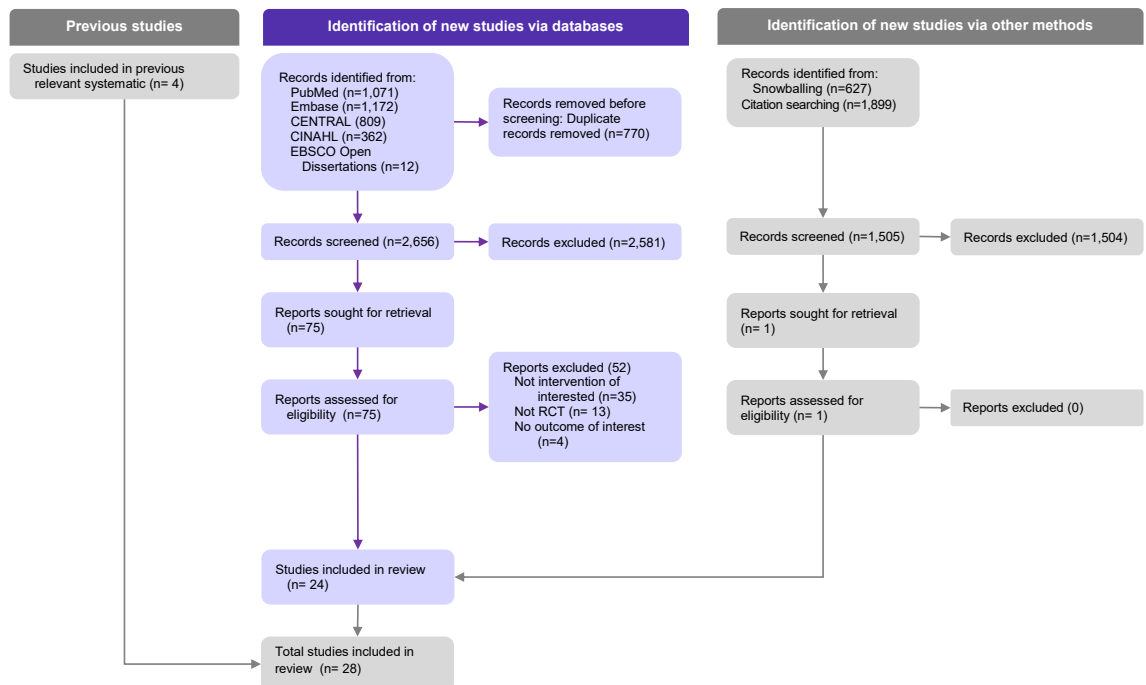 Previous studies
Studies included in previous
relevant systematic (n= 4)
Identification of new studies via databases
Records identified from:
PubMed (n=1,071)
Embase (n=1,172)
CENTRAL (809)
CINAHL (n=362)
EBSCO Open
Dissertations (n=12)
Records removed before
screening: Duplicate
records removed (n=770)
Records screened (n=2,656)
Records excluded (n=2,581)
Reports sought for retrieval
(n=75)
Reports assessed for
eligibility (n=75)
Reports excluded (52)
Not intervention of
interested (n=35)
Not RCT (n= 13)
No outcome of interest
(n=4)
Studies included in review
(n= 24)
Total studies included in
review (n= 28)
Identification of new studies via other methods
Records identified from:
Snowballing (n=627)
Citation searching (n=1,899)
Records screened (n=1,505)
Records excluded (n=1,504)
Reports sought for retrieval
(n= 1)
Reports assessed for
eligibility (n= 1)
Reports excluded (0)